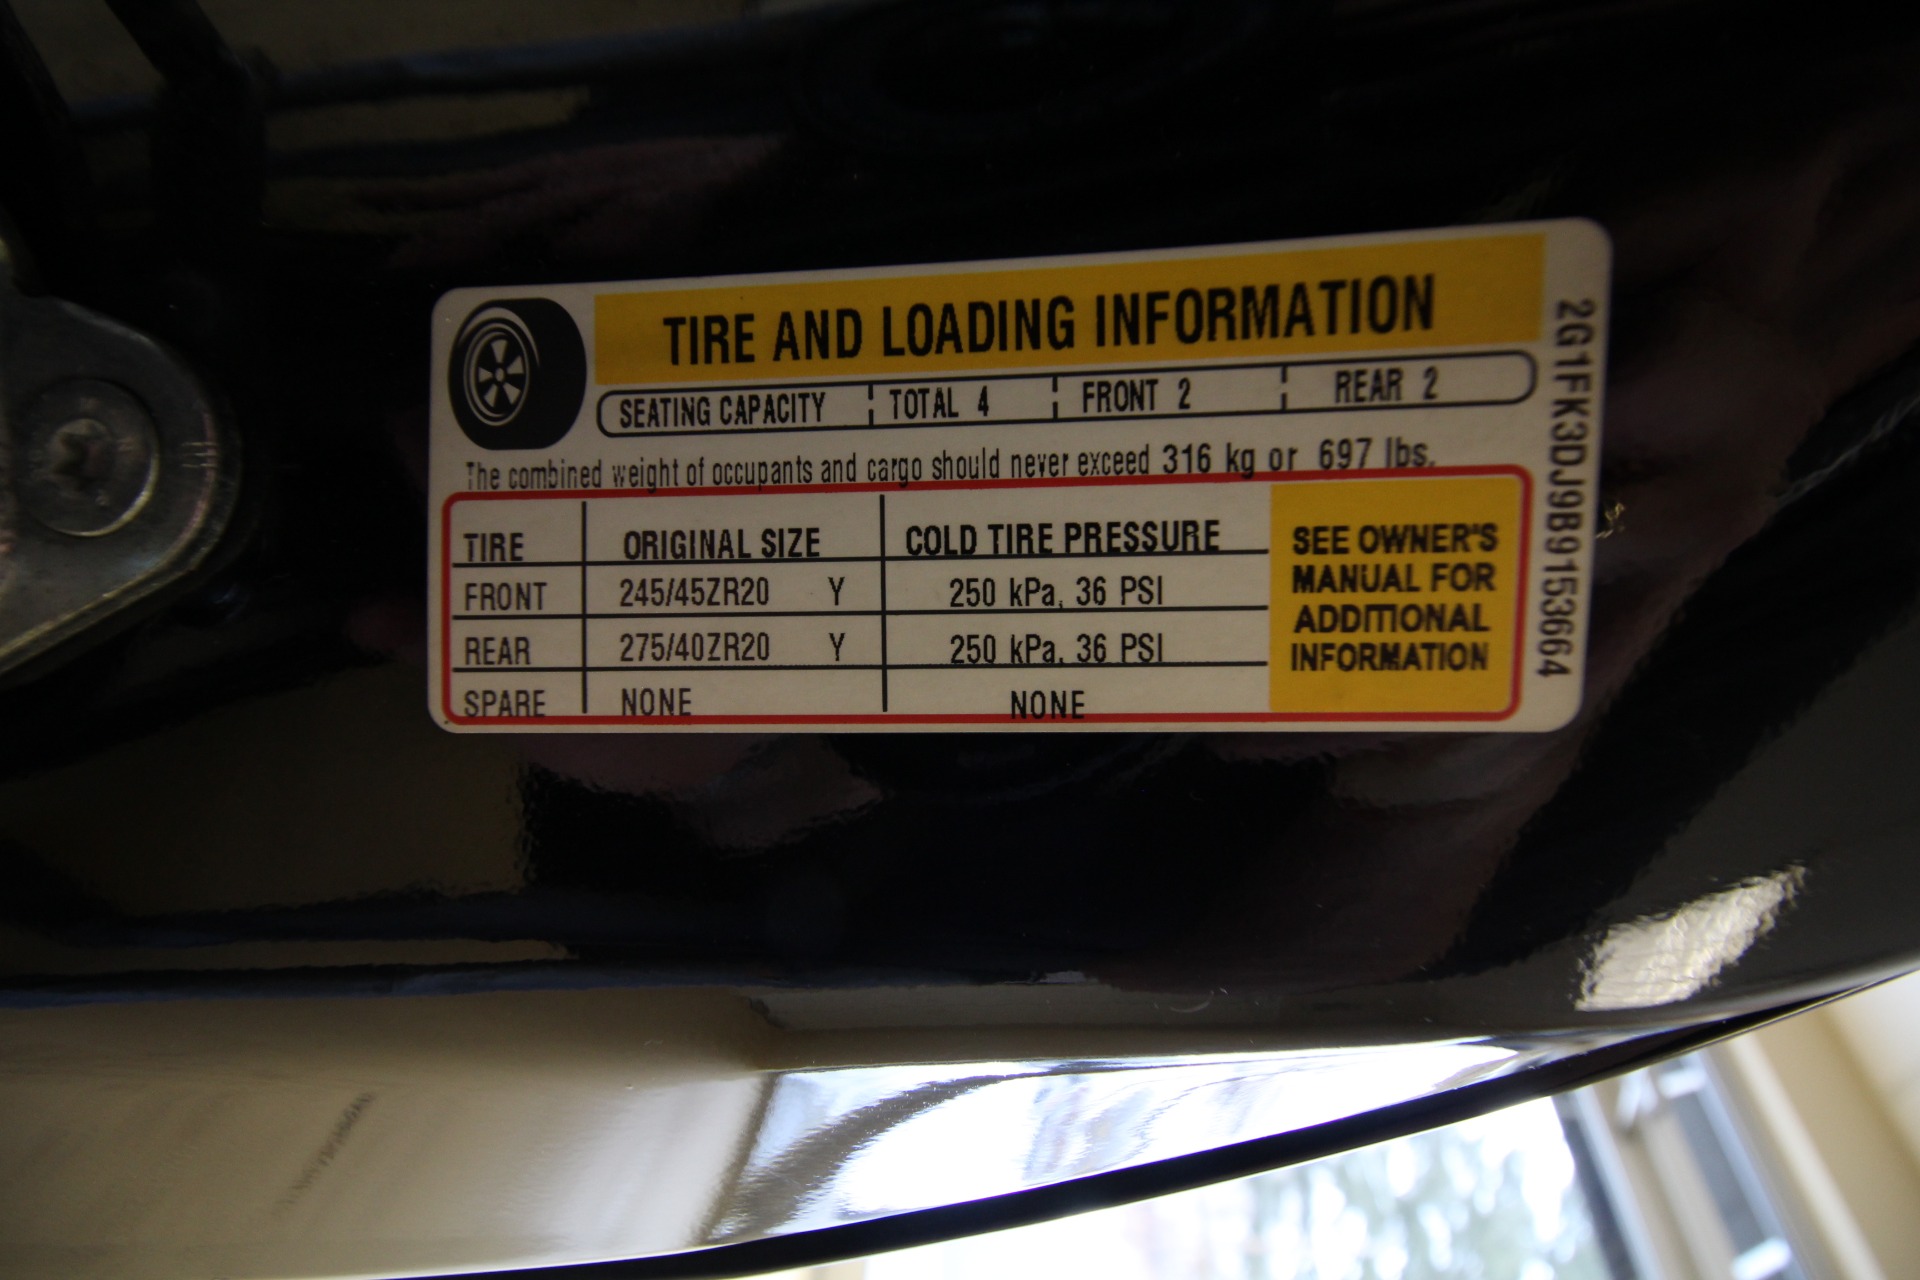 TIRE AND LOADING INFORMATION
SEATING CAPACITY TOTAL 4 FRONT 2 REAR 2
The combined weight of occupants and cargo should never exceed 316 kg or 697 lbs.
TIRE ORIGINAL SIZE COLD TIRE PRESSURE
FRONT 245/45ZR20 Y 250 kPa, 36 PSI
REAR 275/40ZR20 Y 250 kPa, 36 PSI
SPARE NONE NONE
SEE OWNER'S
MANUAL FOR
ADDITIONAL
INFORMATION
2G1FK3DJ9B9153664